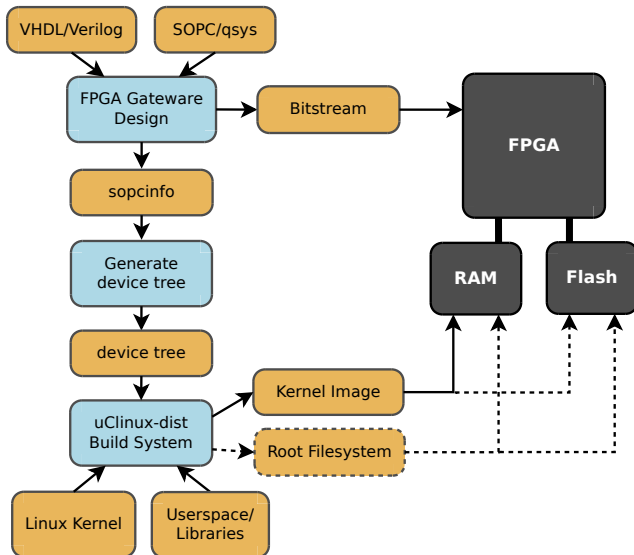 VHDL/Verilog
SOPC/qsys
FPGA Gateware
Design
Bitstream
FPGA
sopcinfo
Generate
device tree
RAM
Flash
device tree
Kernel Image
uClinux-dist
Build System
Root Filesystem
Linux Kernel
Userspace/
Libraries